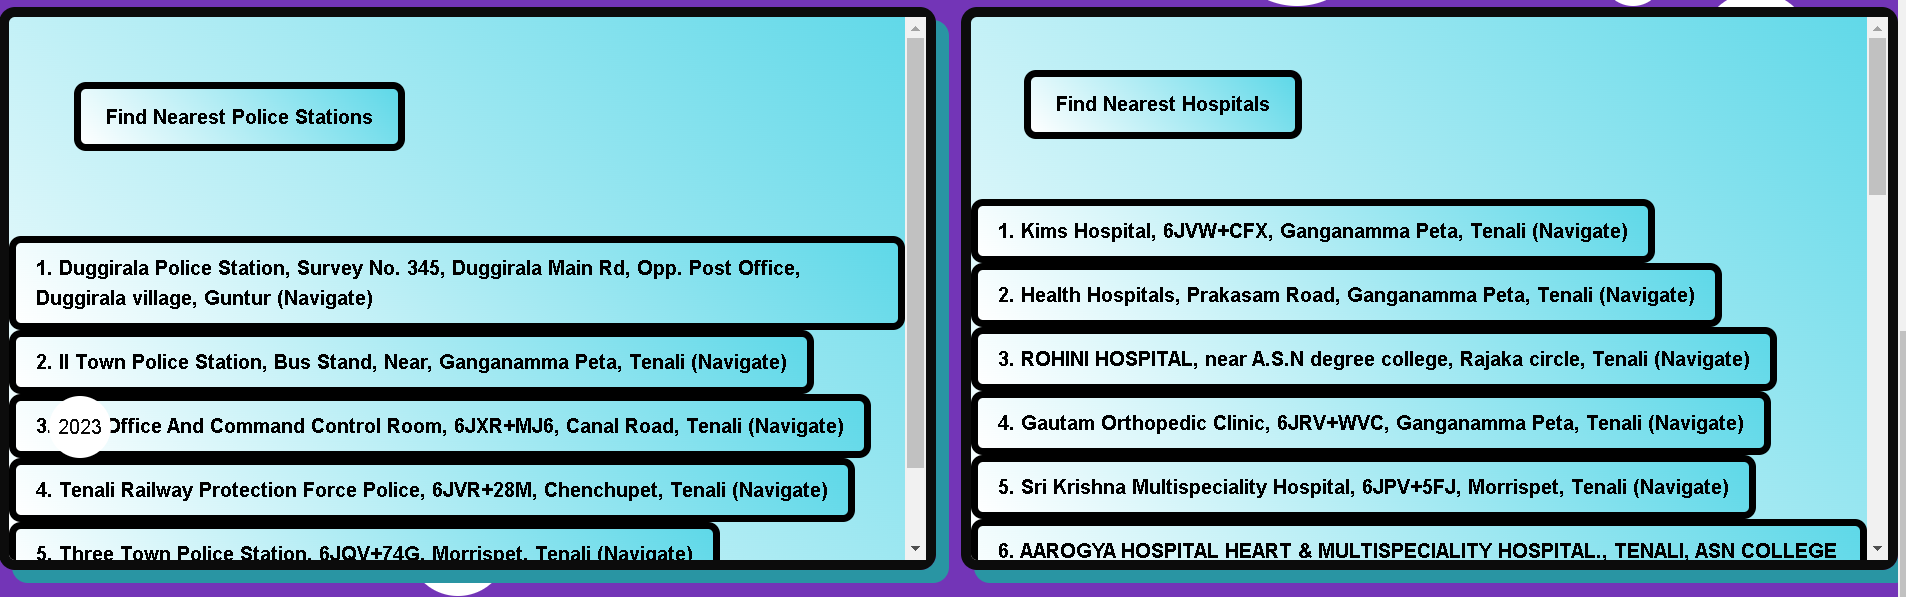 Find Nearest Police Stations
1. Duggirala Police Station, Survey No. 345, Duggirala Main Rd, Opp. Post Office,
Duggirala village, Guntur (Navigate)
2. II Town Police Station, Bus Stand, Near, Ganganamma Peta, Tenali (Navigate)
3. 2023 Office And Command Control Room, 6JXR+MJ6, Canal Road, Tenali (Navigate)
4. Tenali Railway Protection Force Police, 6JVR+28M, Chenchupet, Tenali (Navigate)
5. Three Town Police Station, 6JQV+74G, Morrispet, Tenali (Navigate)
Find Nearest Hospitals
1. Kims Hospital, 6JVW+CFX, Ganganamma Peta, Tenali (Navigate)
2. Health Hospitals, Prakasam Road, Ganganamma Peta, Tenali (Navigate)
3. ROHINI HOSPITAL, near A.S.N degree college, Rajaka circle, Tenali (Navigate)
4. Gautam Orthopedic Clinic, 6JRV+WVC, Ganganamma Peta, Tenali (Navigate)
5. Sri Krishna Multispeciality Hospital, 6JPV+5FJ, Morrispet, Tenali (Navigate)
6. AAROGYA HOSPITAL HEART & MULTISPECIALITY HOSPITAL., TENALI, ASN COLLEGE